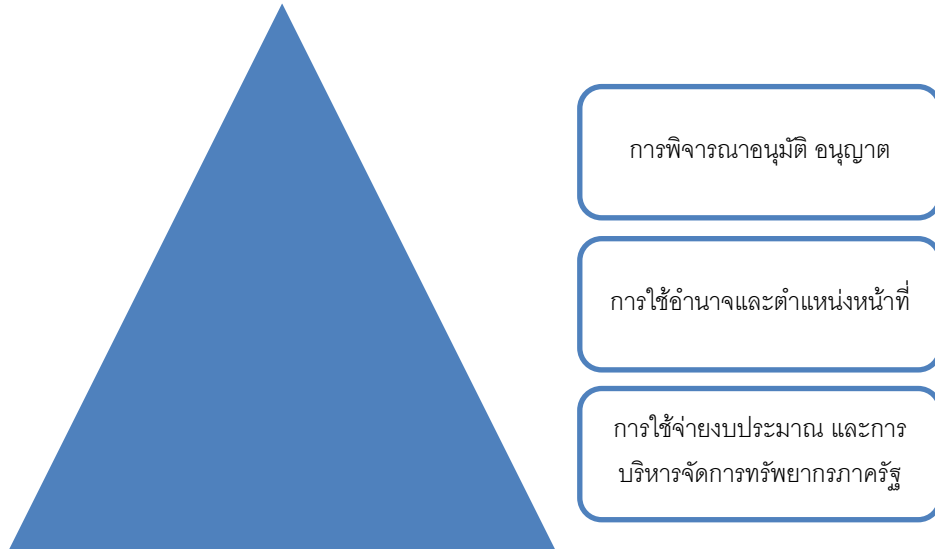 การพิจารณาอนุมัติ อนุญาต
การใช้อำนาจและตำแหน่งหน้าที่
การใช้จ่ายงบประมาณ และการ
บริหารจัดการทรัพยากรภาครัฐ